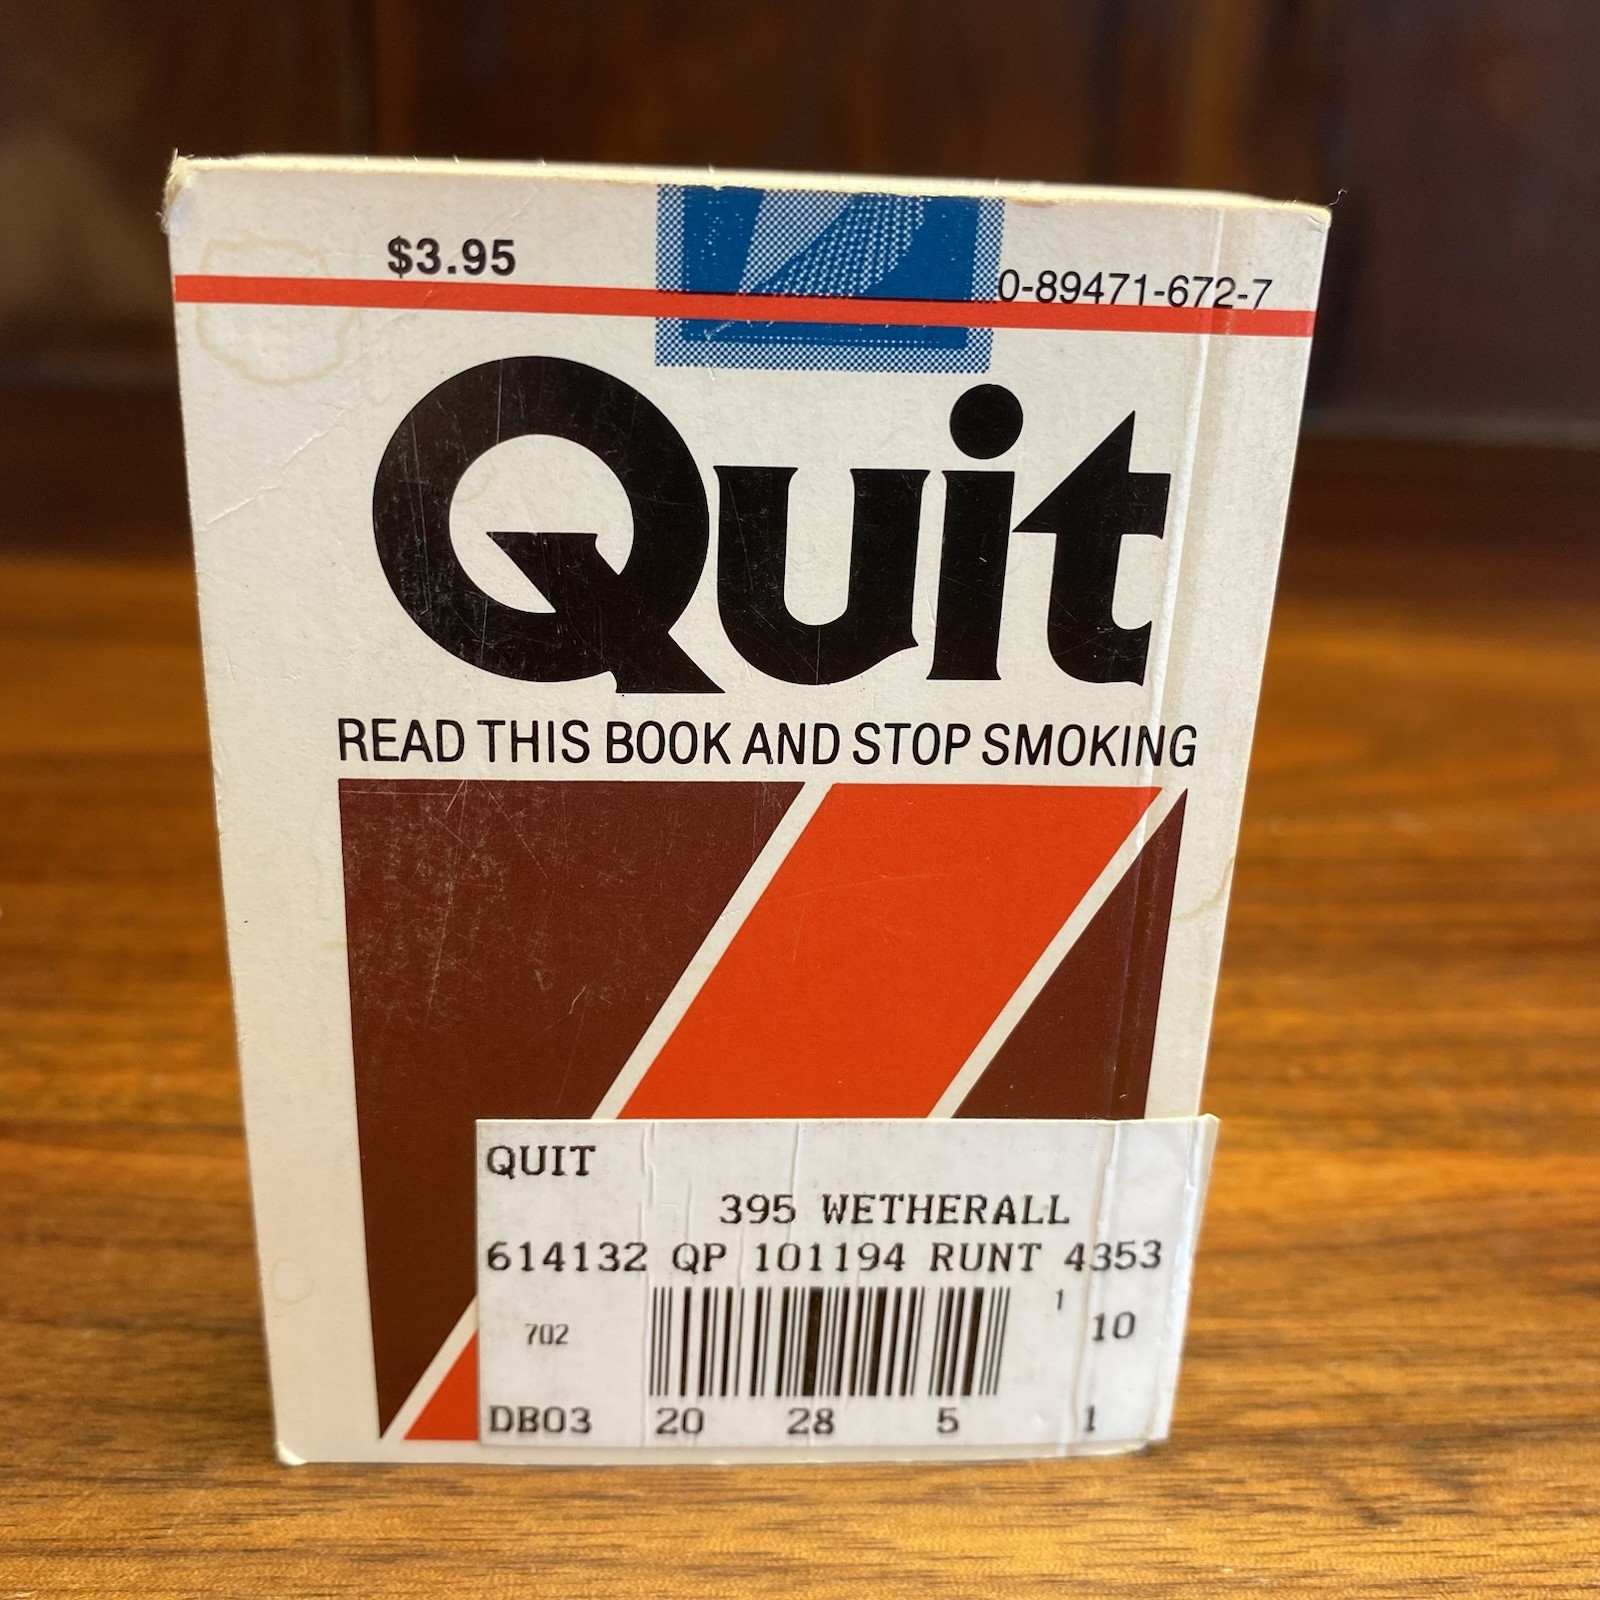 $3.95
0-89471-672-7
Quit
READ THIS BOOK AND STOP SMOKING
QUIT
395 WETHERALL
614132 QP 101194 RUNT 4353
1
702
10
DB03 20 28 5 1